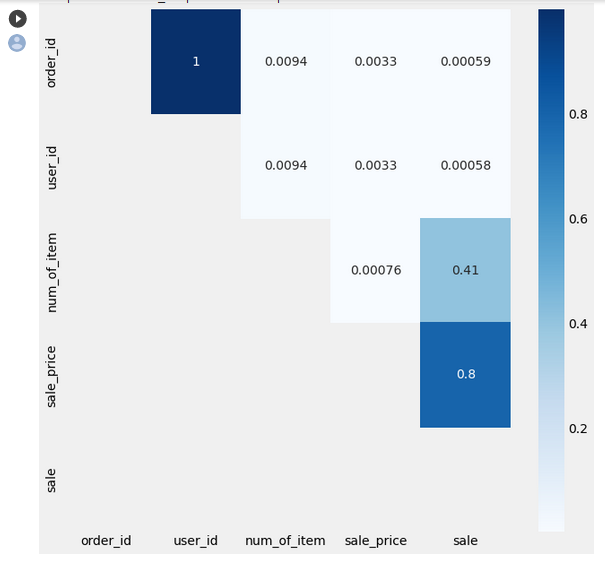 order_id
1
0.0094
0.0033
0.00059
0.8
user_id
0.0094
0.0033
0.00058
0.6
num_of_item
0.00076
0.41
0.4
sale_price
0.8
0.2
sale
order_id
user_id
num_of_item
sale_price
sale